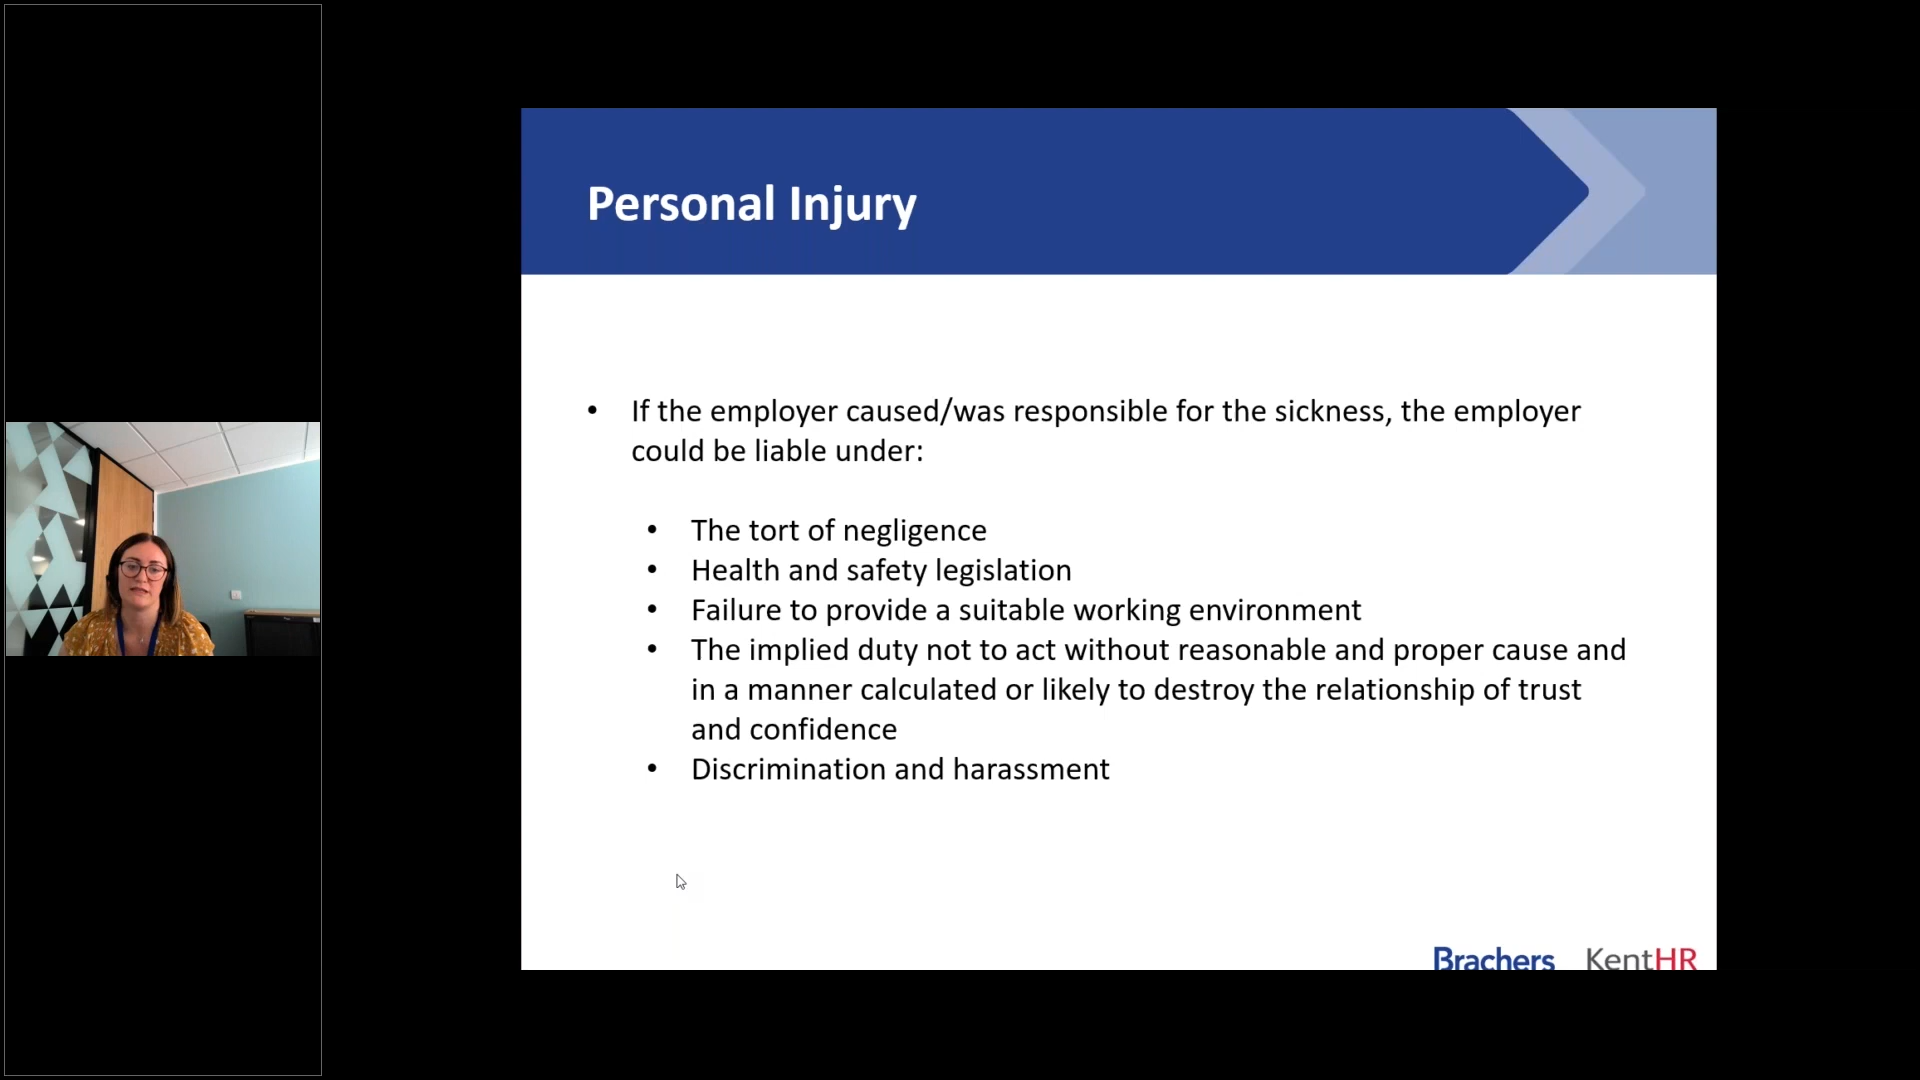 Personal Injury
• If the employer caused/was responsible for the sickness, the employer
could be liable under:
• The tort of negligence
• Health and safety legislation
• Failure to provide a suitable working environment
• The implied duty not to act without reasonable and proper cause and
in a manner calculated or likely to destroy the relationship of trust
and confidence
• Discrimination and harassment
Brachers KentHR